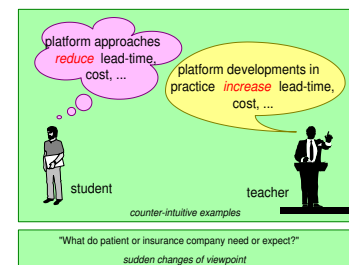 platform approaches
reduce lead-time,
cost, ...
platform developments in
practice increase lead-time,
cost, ...
student
teacher
counter-intuitive examples
"What do patient or insurance company need or expect?"
sudden changes of viewpoint